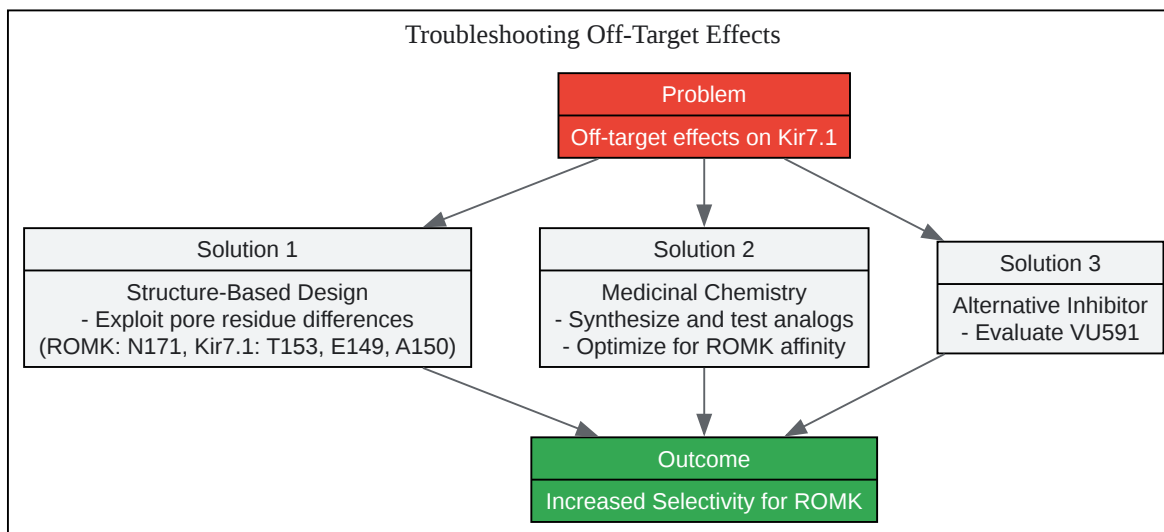 Troubleshooting Off-Target Effects
Problem
Off-target effects on Kir7.1
Solution 1
Structure-Based Design
- Exploit pore residue differences
(ROMK: N171, Kir7.1: T153, E149, A150)
Solution 2
Medicinal Chemistry
- Synthesize and test analogs
- Optimize for ROMK affinity
Solution 3
Alternative Inhibitor
- Evaluate VU591
Outcome
Increased Selectivity for ROMK